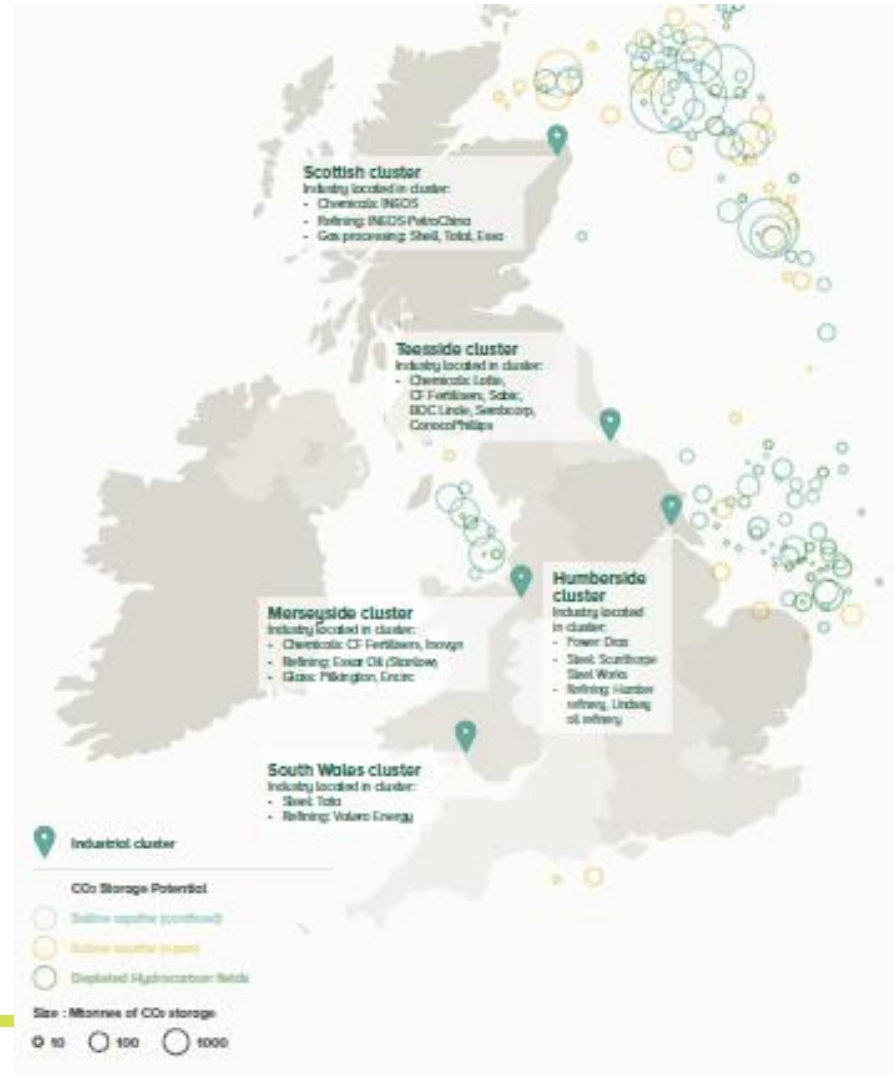 Scottish cluster
Industry located in cluster:
- Chemicals: INEOS
- Refining: INEOS-PetroChina
- Gas processing: Shell, Total, Esso
Teesside cluster
Industry located in cluster:
- Chemicals: Lotte,
CF Fertilisers, Sabic,
BOC Linde, Sembcorp,
ConocoPhillips
Humberside
cluster
Industry located
in cluster:
- Power: Drax
- Steel: Scunthorpe
Steel Works
- Refining: Humber
refinery, Lindsey
oil refinery
Merseyside cluster
Industry located in cluster:
- Chemicals: CF Fertilisers, Inovyn
- Refining: Essar Oil (Stanlow)
- Glass: Pilkington, Encirc
South Wales cluster
Industry located in cluster:
- Steel: Tata
- Refining: Valero Energy
Industrial cluster
CO₂ Storage Potential
Saline aquifer (confined)
Saline aquifer (open)
Depleted Hydrocarbon fields
Size : Mtonnes of CO₂ storage
10 100 1000